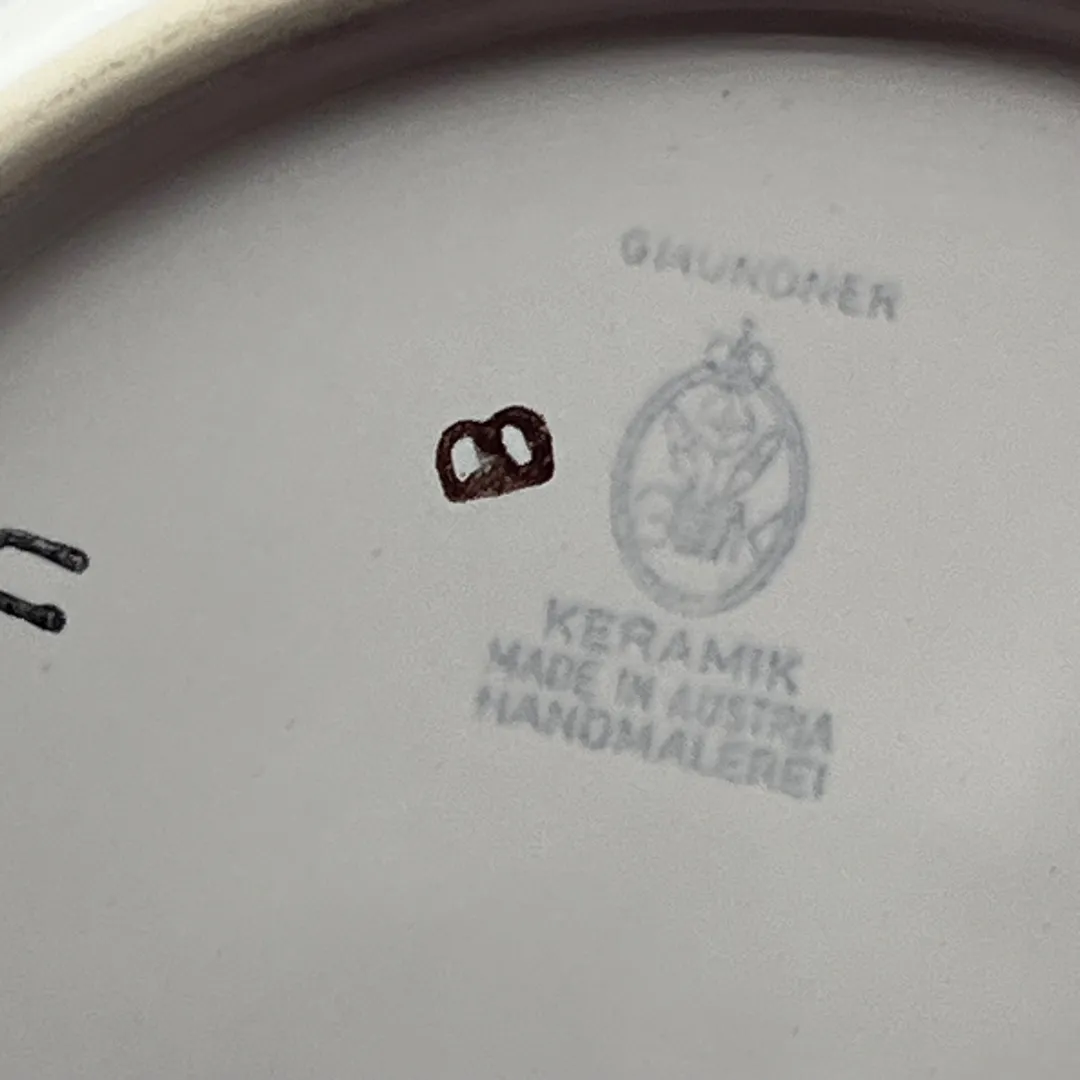 GMUNDNER
KERAMIK
MADE IN AUSTRIA
HANDMALEREI